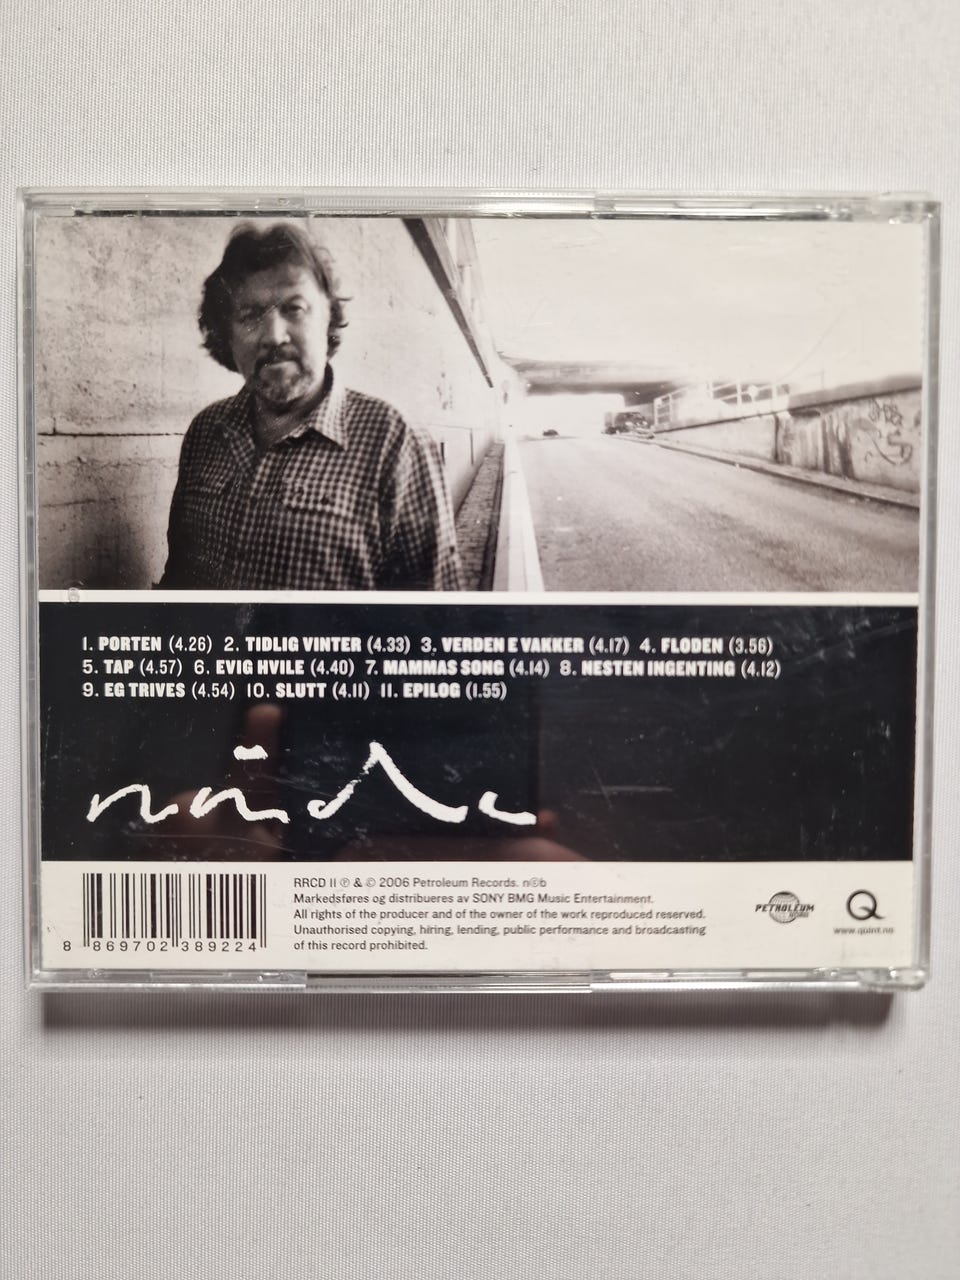 1. PORTEN (4.26) 2. TIDLIG VINTER (4.33) 3. VERDEN E VAKKER (4.17) 4. FLODEN (3.56)
5. TAP (4.57) 6. EVIG HVILE (4.40) 7. MAMMAS SONG (4.14) 8. NESTEN INGENTING (4.12)
9. EG TRIVES (4.54) 10. SLUTT (4.11) 11. EPILOG (1.55)
nåde
8 869702 389224
RRCD 11 ℗ & © 2006 Petroleum Records. n©b
Markedsføres og distribueres av SONY BMG Music Entertainment.
All rights of the producer and of the owner of the work reproduced reserved.
Unauthorised copying, hiring, lending, public performance and broadcasting
of this record prohibited.
PETROLEUM
RECORDS
Q
www.quint.no